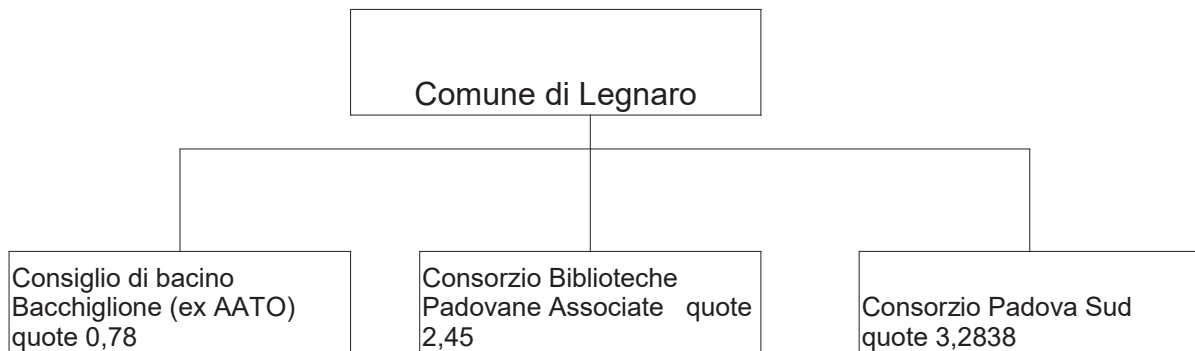 Comune di Legnaro
Consiglio di bacino
Bacchiglione (ex AATO)
quote 0,78
Consorzio Biblioteche
Padovane Associate quote
2,45
Consorzio Padova Sud
quote 3,2838